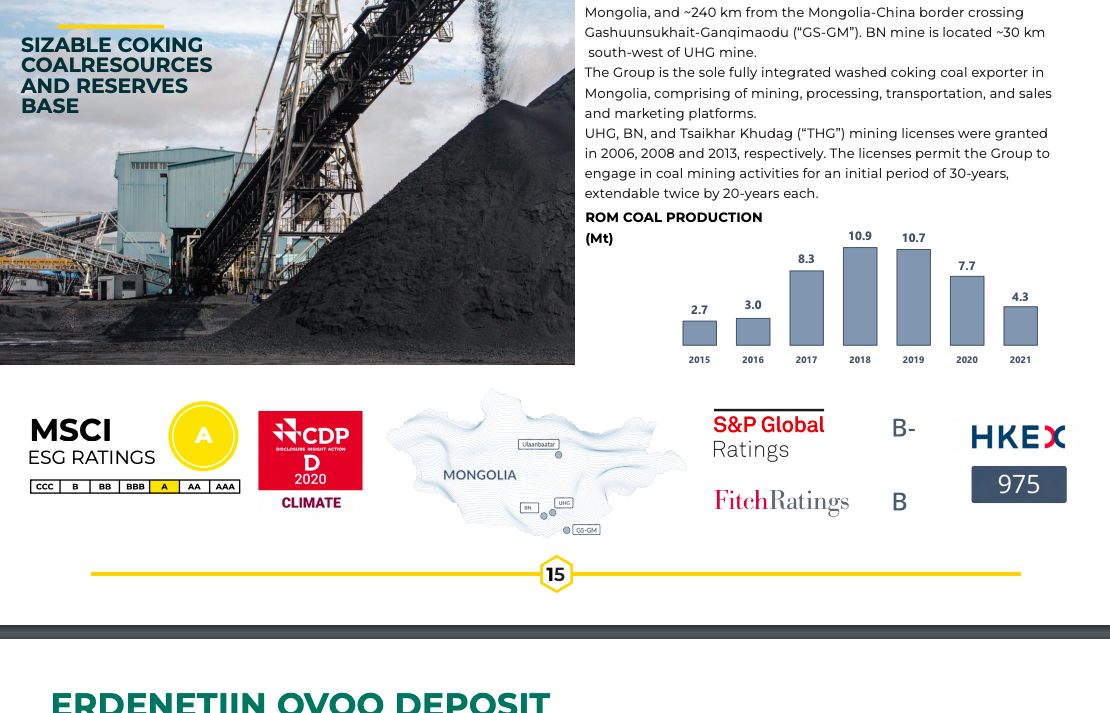 SIZABLE COKING
COALRESOURCES
AND RESERVES
BASE
Mongolia, and ~240 km from the Mongolia-China border crossing
Gashuunsukhait-Ganqimaodu (“GS-GM”). BN mine is located ~30 km
south-west of UHG mine.
The Group is the sole fully integrated washed coking coal exporter in
Mongolia, comprising of mining, processing, transportation, and sales
and marketing platforms.
UHG, BN, and Tsaikhar Khudag (“THG”) mining licenses were granted
in 2006, 2008 and 2013, respectively. The licenses permit the Group to
engage in coal mining activities for an initial period of 30-years,
extendable twice by 20-years each.
ROM COAL PRODUCTION
(Mt)
2.7 3.0 8.3 10.9 10.7 7.7 4.3
2015 2016 2017 2018 2019 2020 2021
MSCI
ESG RATINGS
A
CCC B BB BBB A AA AAA
CDP
DISCLOSURE INSIGHT ACTION
D
2020
CLIMATE
Ulaanbaatar
MONGOLIA
UHG
BN
GS-GM
S&P Global
Ratings
B-
FitchRatings
B
HKEX
975
15
ERDENETIIN OVOO DEPOSIT